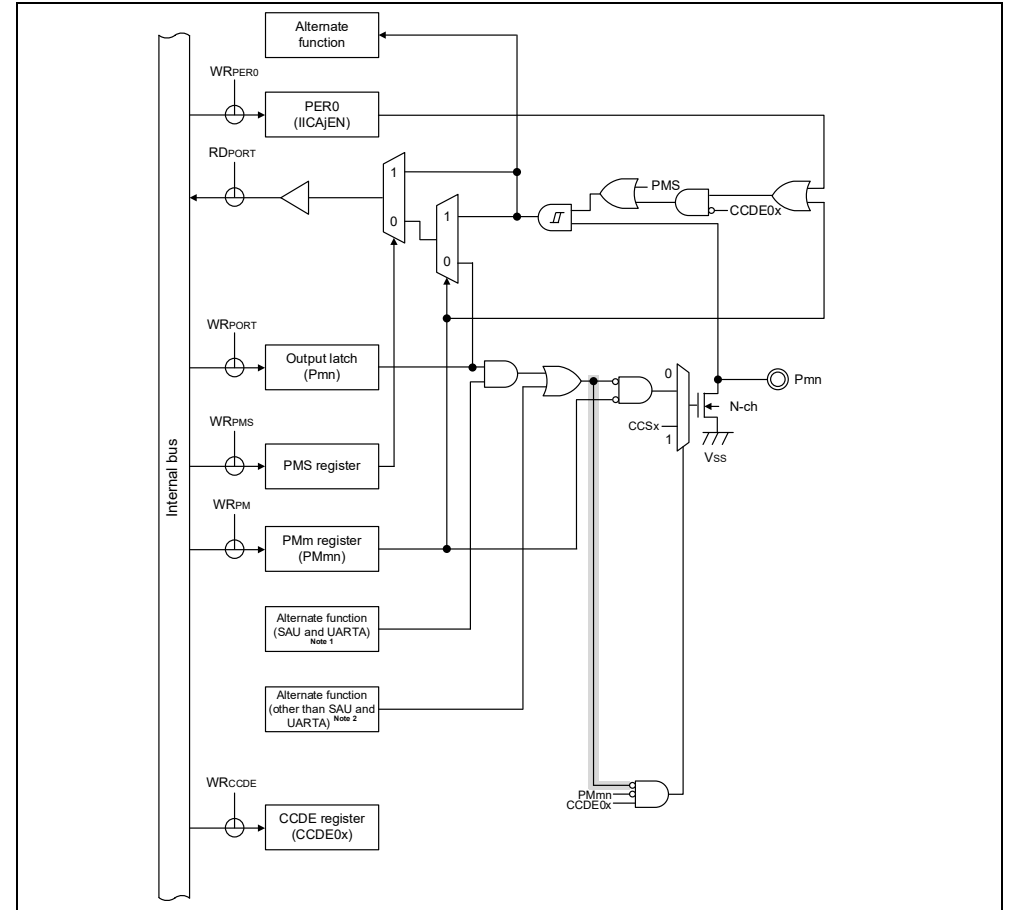 Alternate
function
WRPER0
PER0
(IICAjEN)
RDPORT
1
0
1
0
PMS
CCDE0x
WRPORT
Output latch
(Pmn)
0
Pmn
N-ch
CCSx
1
VSS
WRPMS
PMS register
Internal bus
WRPM
PMm register
(PMmn)
Alternate function
(SAU and UARTA)
Note 1
Alternate function
(other than SAU and
UARTA) Note 2
WRCCDE
PMmn
CCDE0x
CCDE register
(CCDE0x)